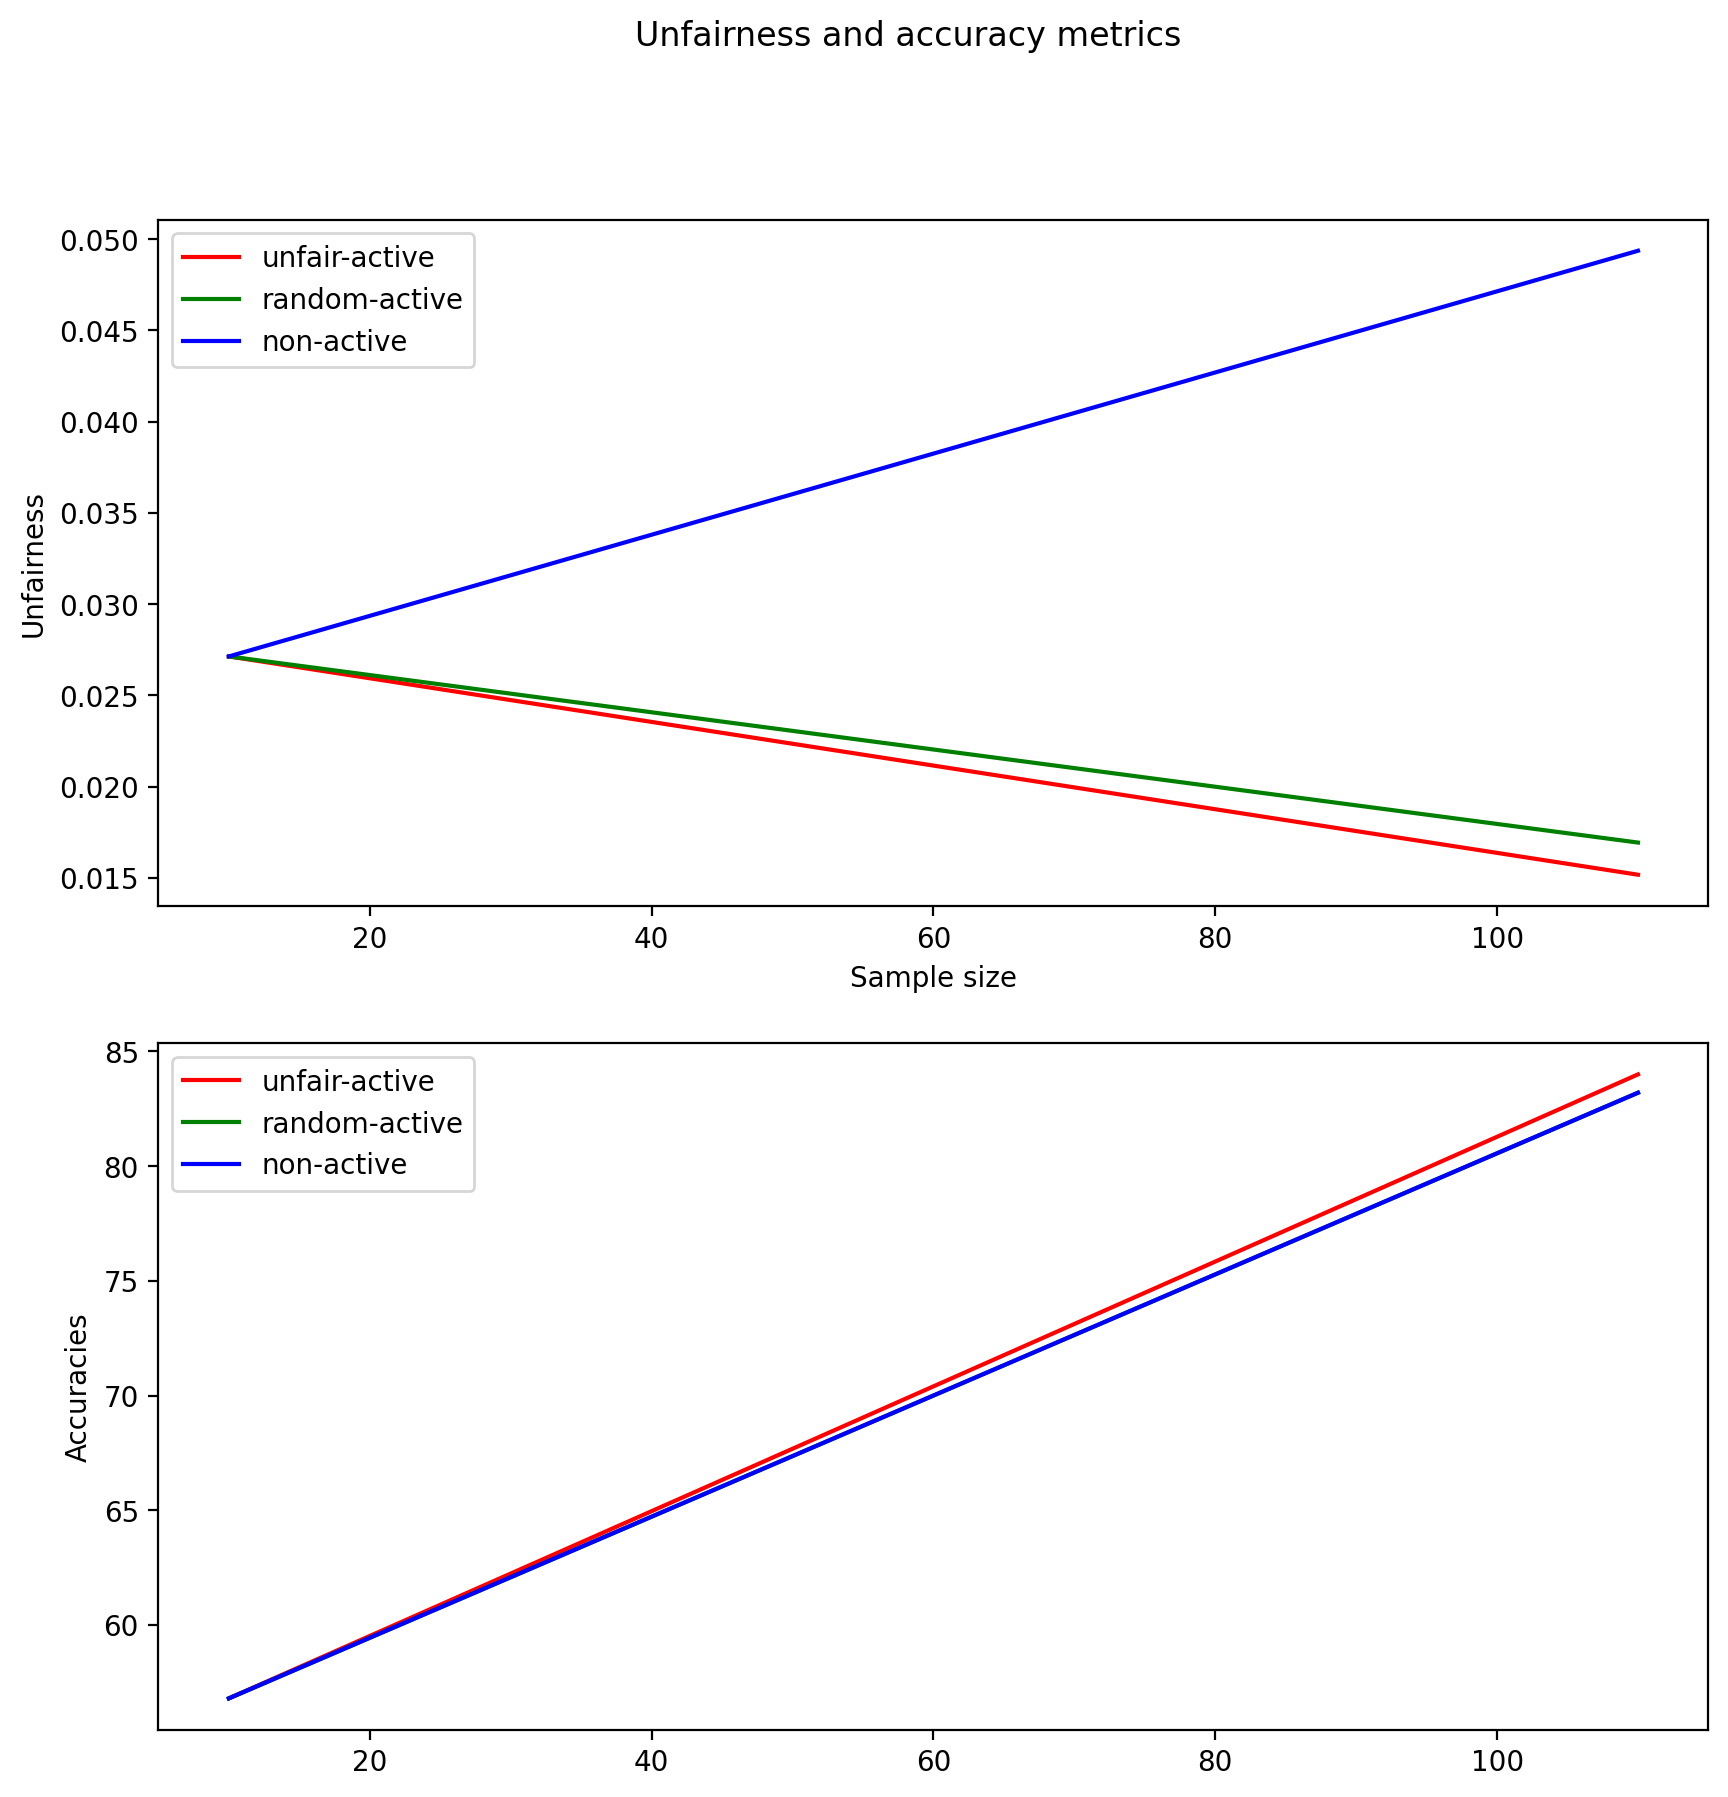 Unfairness and accuracy metrics
0.050
0.045
0.040
0.035
0.030
0.025
0.020
0.015
Unfairness
unfair-active
random-active
non-active
20 40 60 80 100
Sample size
85
80
75
70
65
60
Accuracies
unfair-active
random-active
non-active
20 40 60 80 100